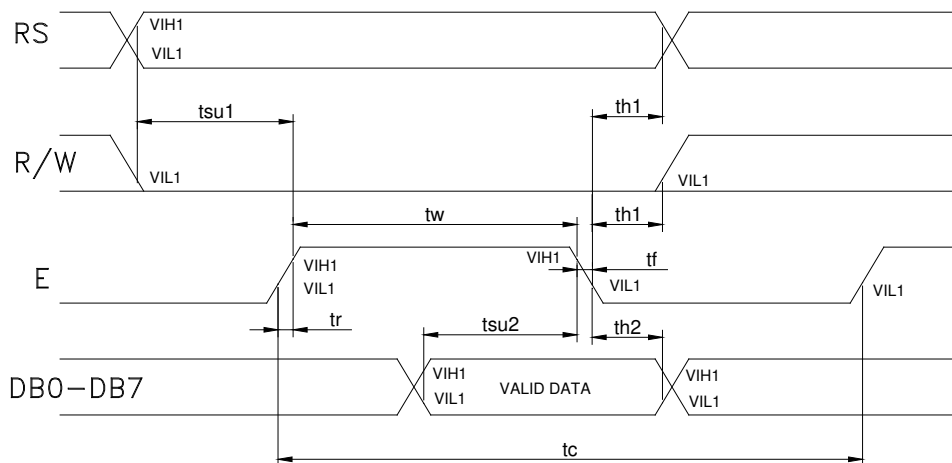 RS
VIH1
VIL1
tsu1
th1
R/W
VIL1
VIL1
tw
th1
E
VIH1
VIL1
VIH1
tf
VIL1
VIL1
tr
tsu2
th2
DB0-DB7
VIH1
VIL1
VALID DATA
VIH1
VIL1
tc